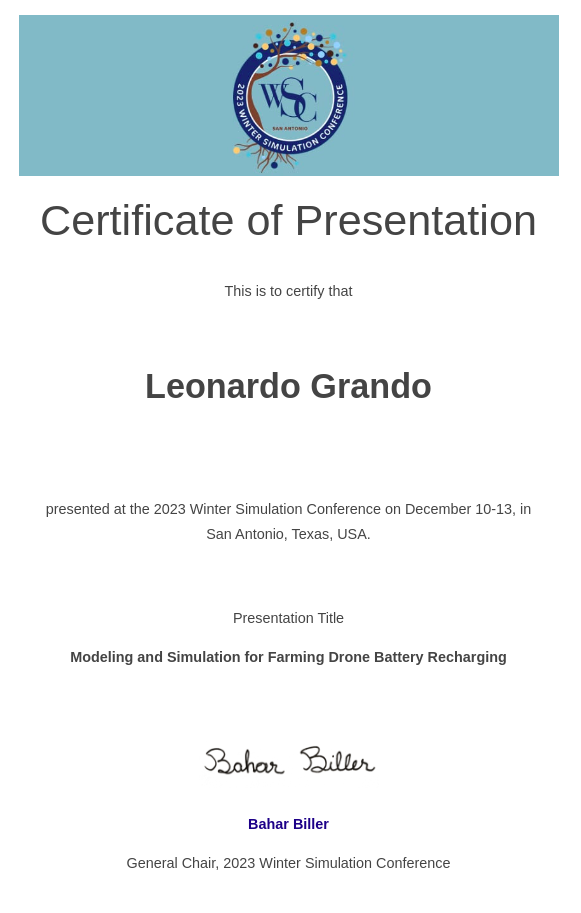 WSC
SAN ANTONIO
2023 WINTER SIMULATION CONFERENCE
Certificate of Presentation
This is to certify that
Leonardo Grando
presented at the 2023 Winter Simulation Conference on December 10-13, in
San Antonio, Texas, USA.
Presentation Title
Modeling and Simulation for Farming Drone Battery Recharging
Bahar Biller
Bahar Biller
General Chair, 2023 Winter Simulation Conference